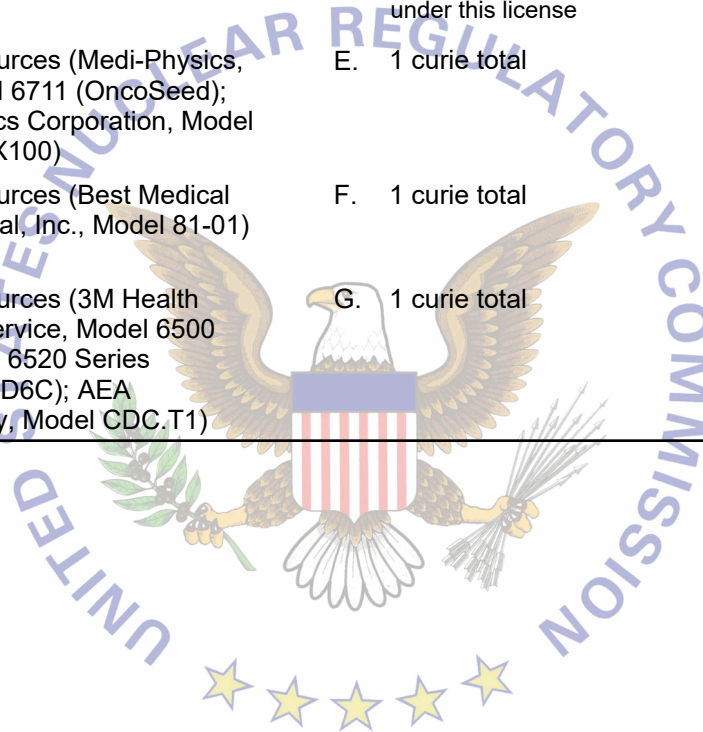 under this license
urces (Medi-Physics,
E. 1 curie total
l 6711 (OncoSeed);
cs Corporation, Model
X100)
urces (Best Medical
F. 1 curie total
al, Inc., Model 81-01)
urces (3M Health
G. 1 curie total
ervice, Model 6500
6520 Series
D6C); AEA
y, Model CDC.T1)
UNITED STATES NUCLEAR REGULATORY COMMISSION